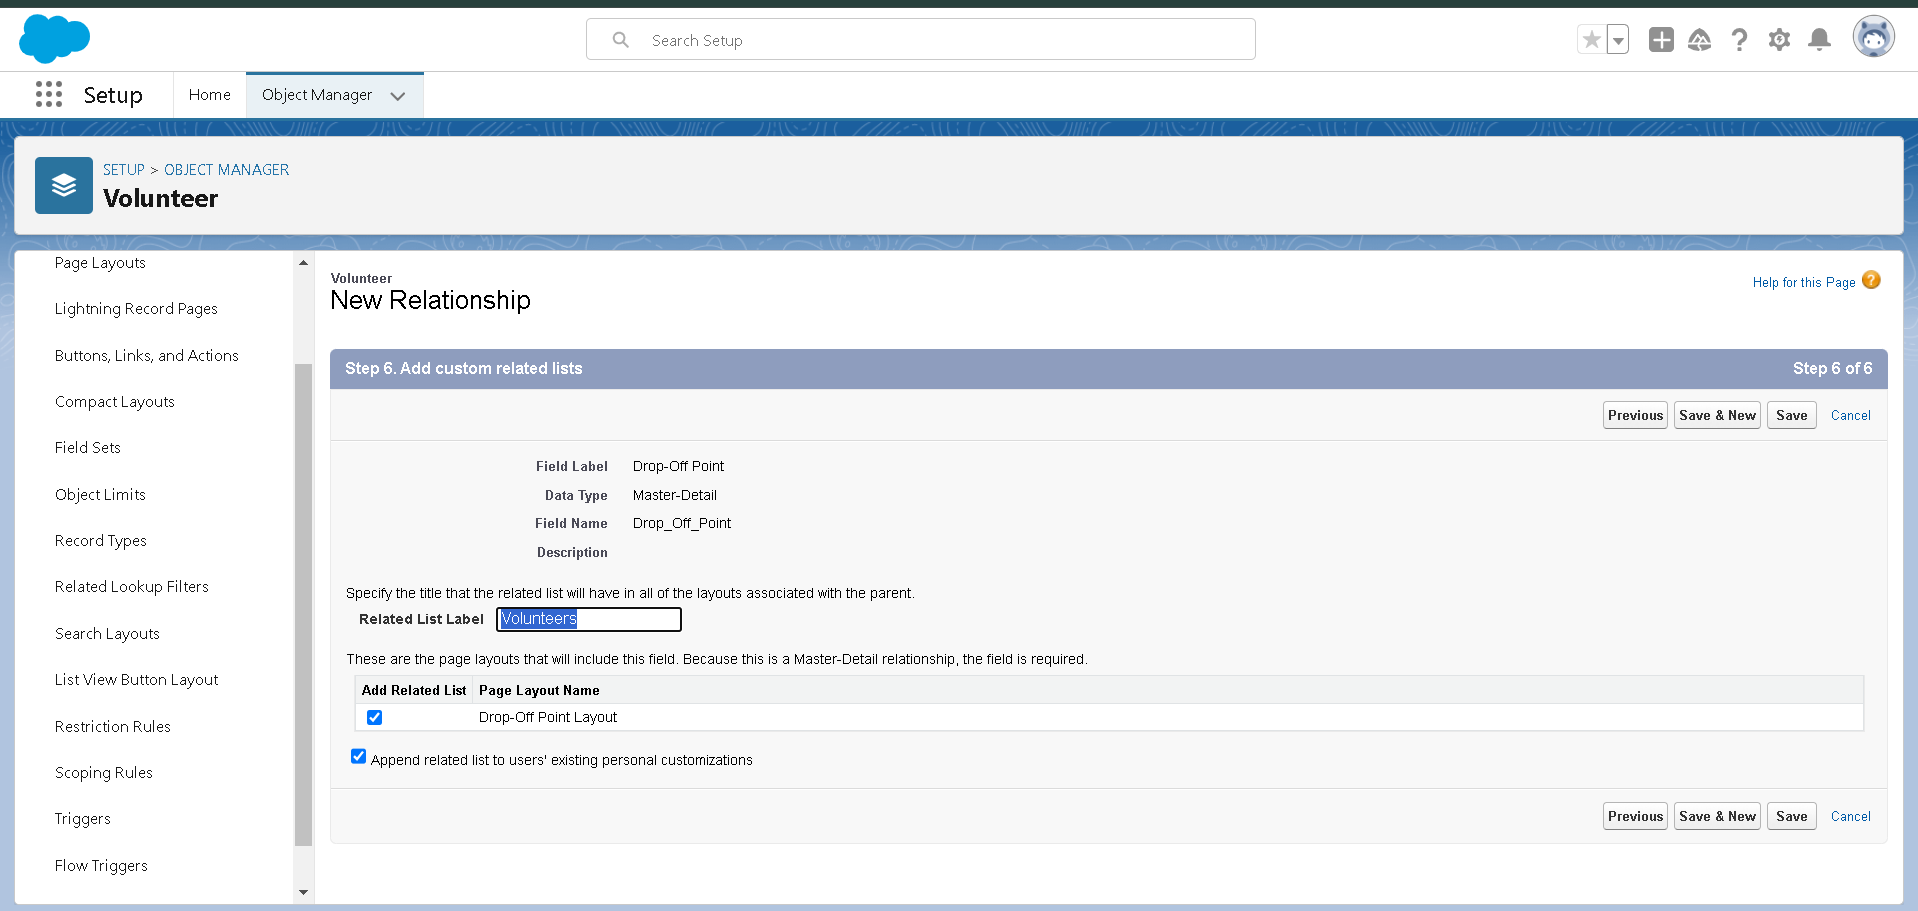 Search Setup
Setup
Home
Object Manager
SETUP > OBJECT MANAGER
Volunteer
Page Layouts
Lightning Record Pages
Buttons, Links, and Actions
Compact Layouts
Field Sets
Object Limits
Record Types
Related Lookup Filters
Search Layouts
List View Button Layout
Restriction Rules
Scoping Rules
Triggers
Flow Triggers
Volunteer
New Relationship
Help for this Page ?
Step 6. Add custom related lists Step 6 of 6
Previous Save & New Save Cancel
Field Label Drop-Off Point
Data Type Master-Detail
Field Name Drop_Off_Point
Description
Specify the title that the related list will have in all of the layouts associated with the parent.
Related List Label Volunteers
These are the page layouts that will include this field. Because this is a Master-Detail relationship, the field is required.
Add Related List Page Layout Name
Drop-Off Point Layout
Append related list to users' existing personal customizations
Previous Save & New Save Cancel